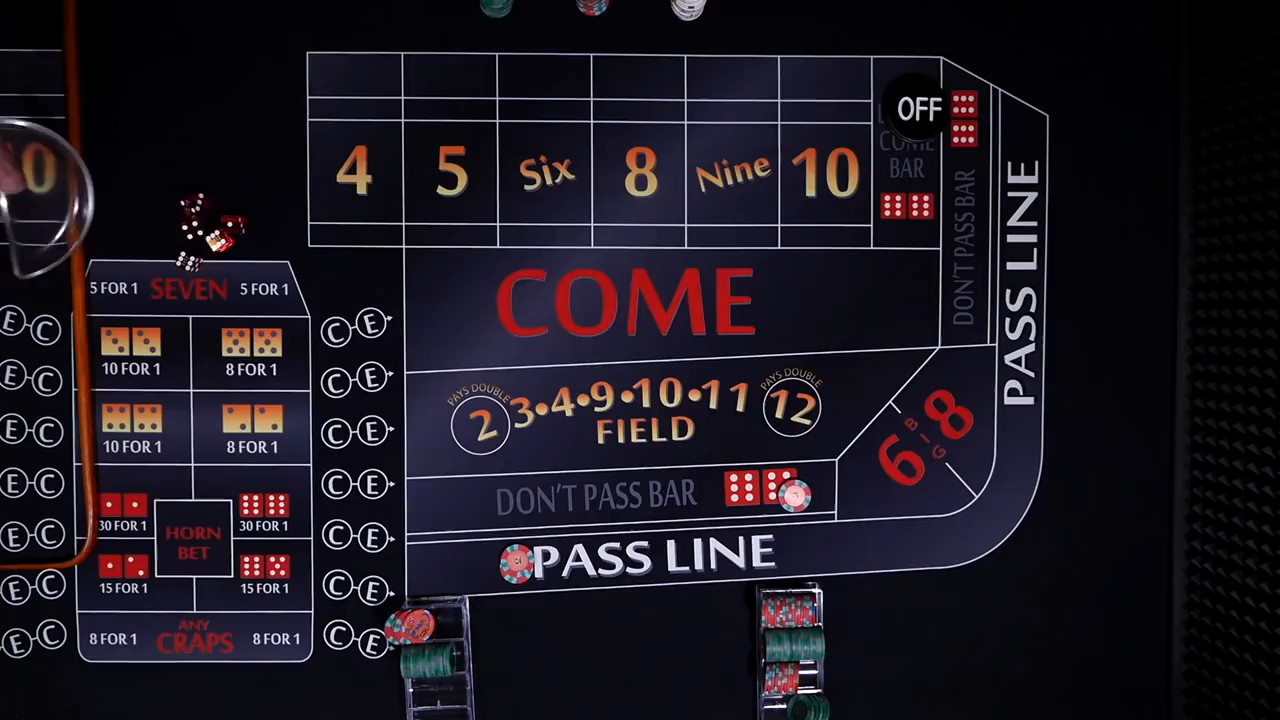 4 5 Six 8 Nine 10
OFF
COME
BAR
DON'T PASS BAR
PASS LINE
0
5 FOR 1 SEVEN 5 FOR 1
10 FOR 1 8 FOR 1
10 FOR 1 8 FOR 1
30 FOR 1 30 FOR 1
HORN
BET
15 FOR 1 15 FOR 1
ANY
8 FOR 1 CRAPS 8 FOR 1
E C
E C
E C
E C
E C
E C
E C
C E
C E
C E
C E
C E
C E
C E
COME
PAYS DOUBLE PAYS DOUBLE
2 3•4•9•10•11 12
FIELD
6 BIG 8
DON'T PASS BAR
PASS LINE